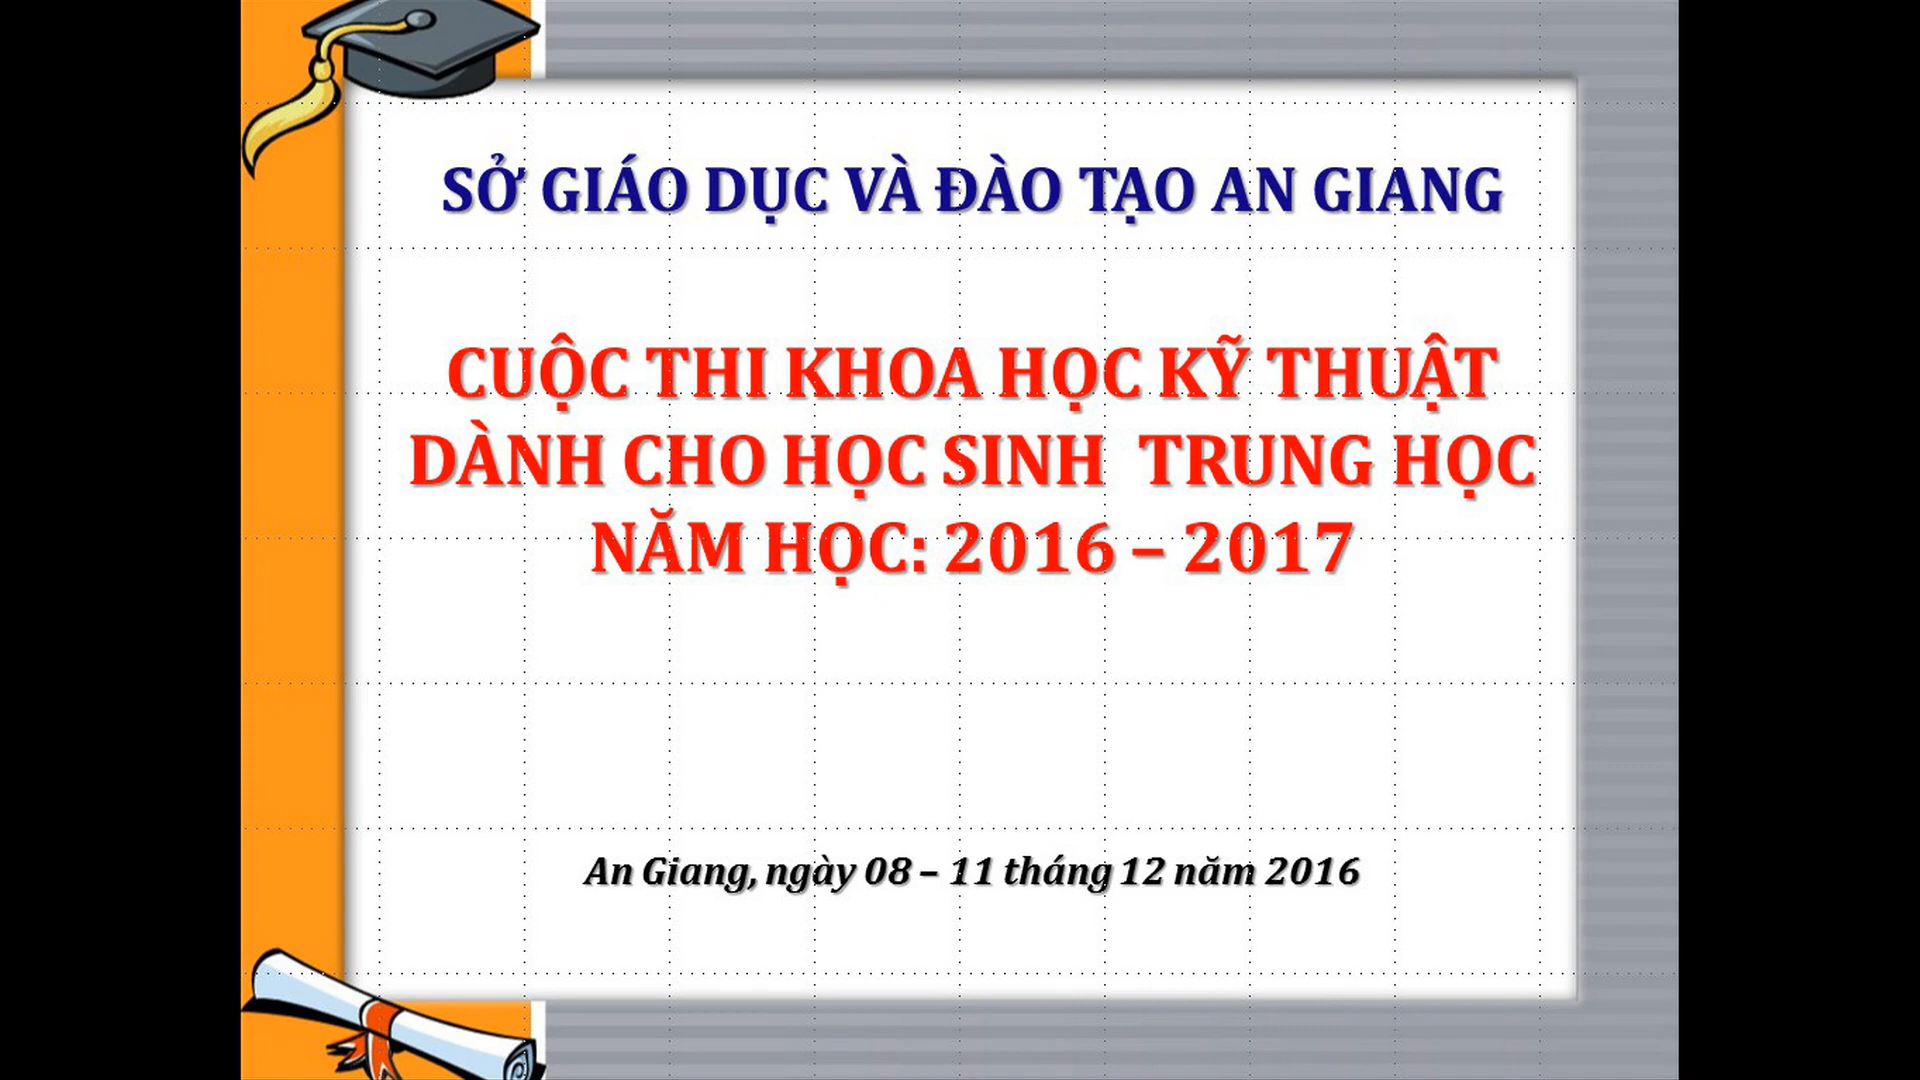 SỞ GIÁO DỤC VÀ ĐÀO TẠO AN GIANG
CUỘC THI KHOA HỌC KỸ THUẬT
DÀNH CHO HỌC SINH TRUNG HỌC
NĂM HỌC: 2016 – 2017
An Giang, ngày 08 – 11 tháng 12 năm 2016